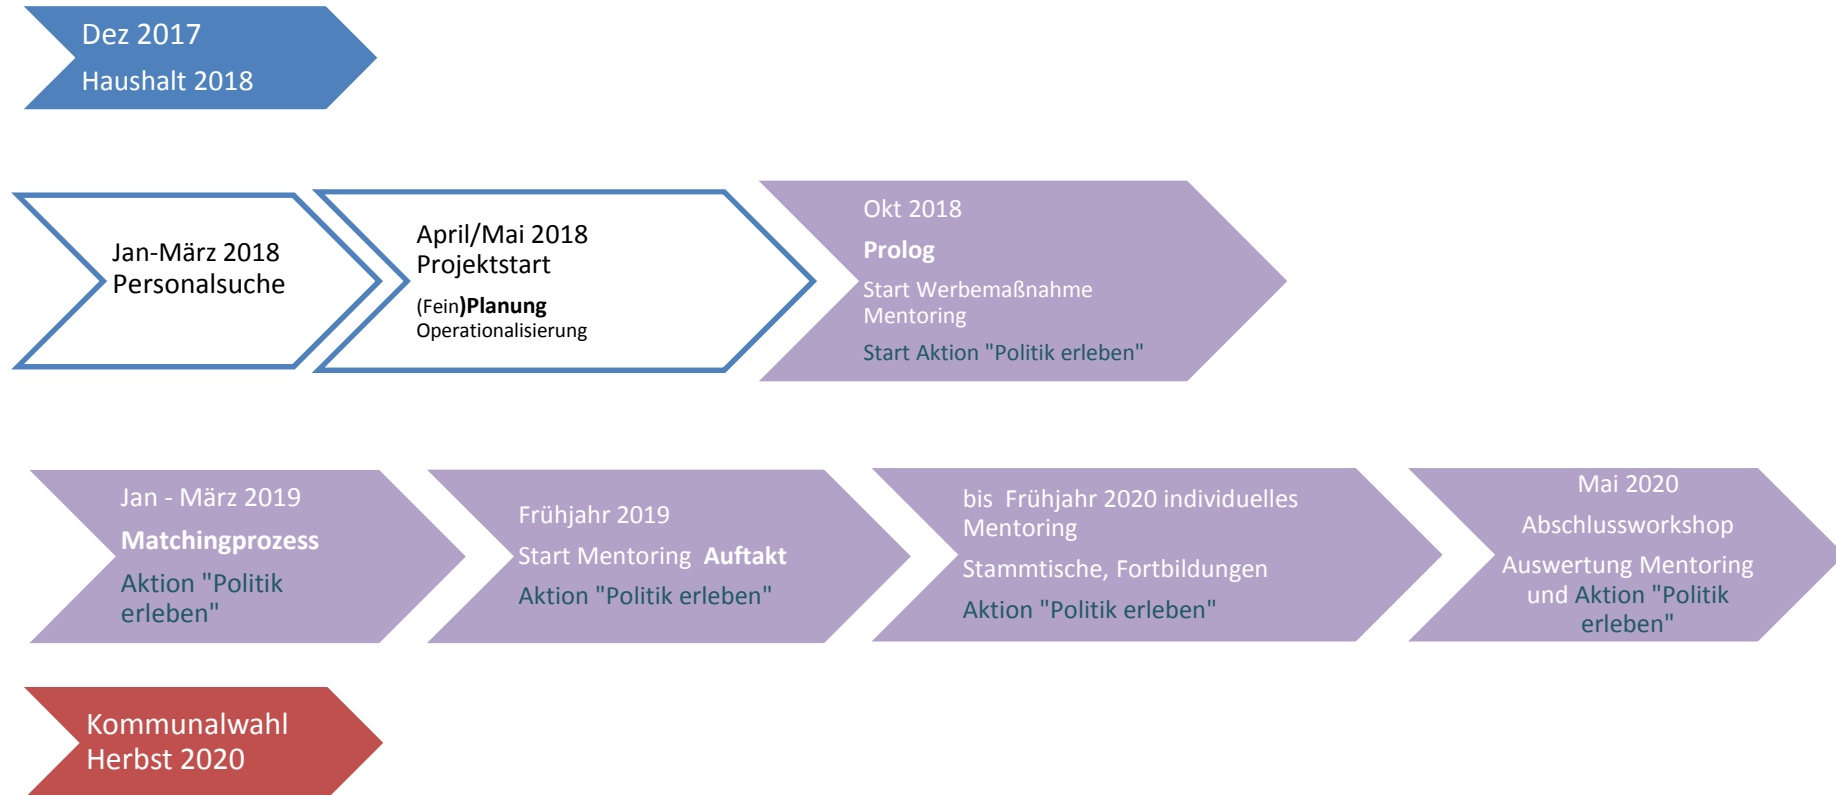 Dez 2017
Haushalt 2018
Jan-März 2018
Personalsuche
April/Mai 2018
Projektstart
(Fein)Planung
Operationalisierung
Okt 2018
Prolog
Start Werbemaßnahme
Mentoring
Start Aktion "Politik erleben"
Jan - März 2019
Matchingprozess
Aktion "Politik
erleben"
Frühjahr 2019
Start Mentoring Auftakt
Aktion "Politik erleben"
bis Frühjahr 2020 individuelles
Mentoring
Stammtische, Fortbildungen
Aktion "Politik erleben"
Mai 2020
Abschlussworkshop
Auswertung Mentoring
und Aktion "Politik
erleben"
Kommunalwahl
Herbst 2020